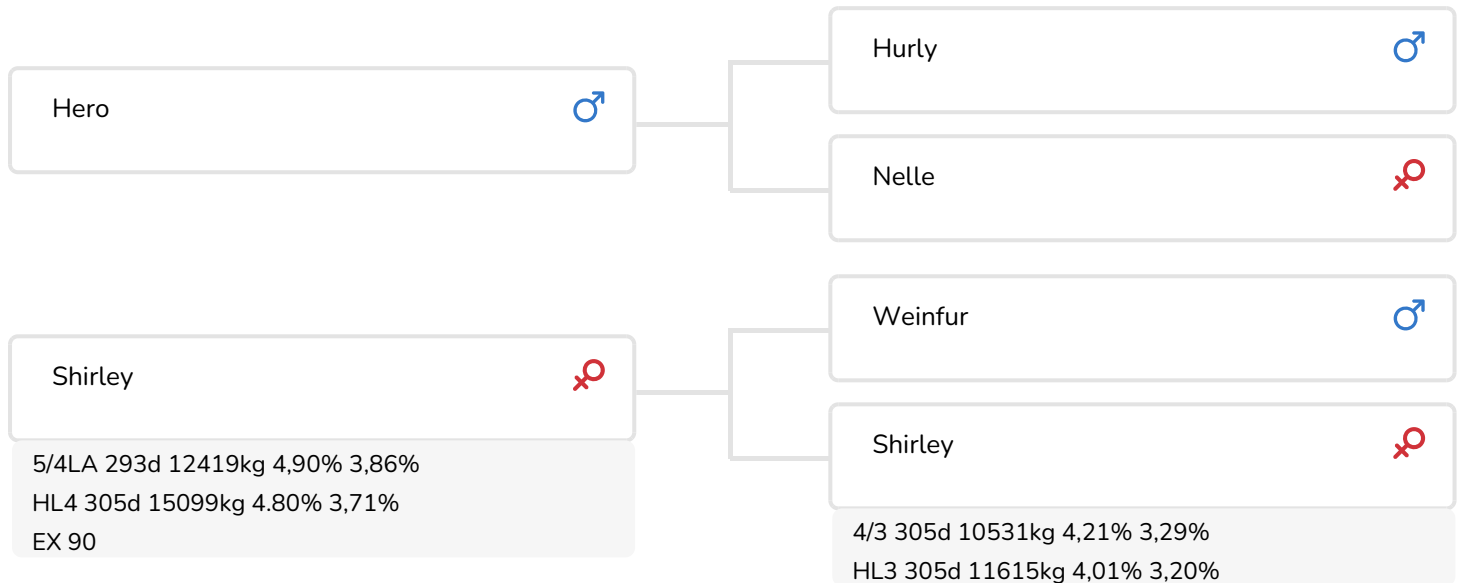 Hero
Shirley
5/4LA 293d 12419kg 4,90% 3,86%
HL4 305d 15099kg 4.80% 3,71%
EX 90
Hurly
Nelle
Weinfur
Shirley
4/3 305d 10531kg 4,21% 3,29%
HL3 305d 11615kg 4,01% 3,20%